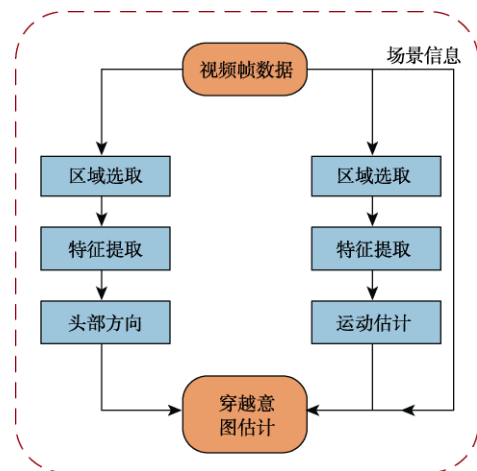 视频帧数据
场景信息
区域选取
区域选取
特征提取
特征提取
头部方向
运动估计
穿越意
图估计